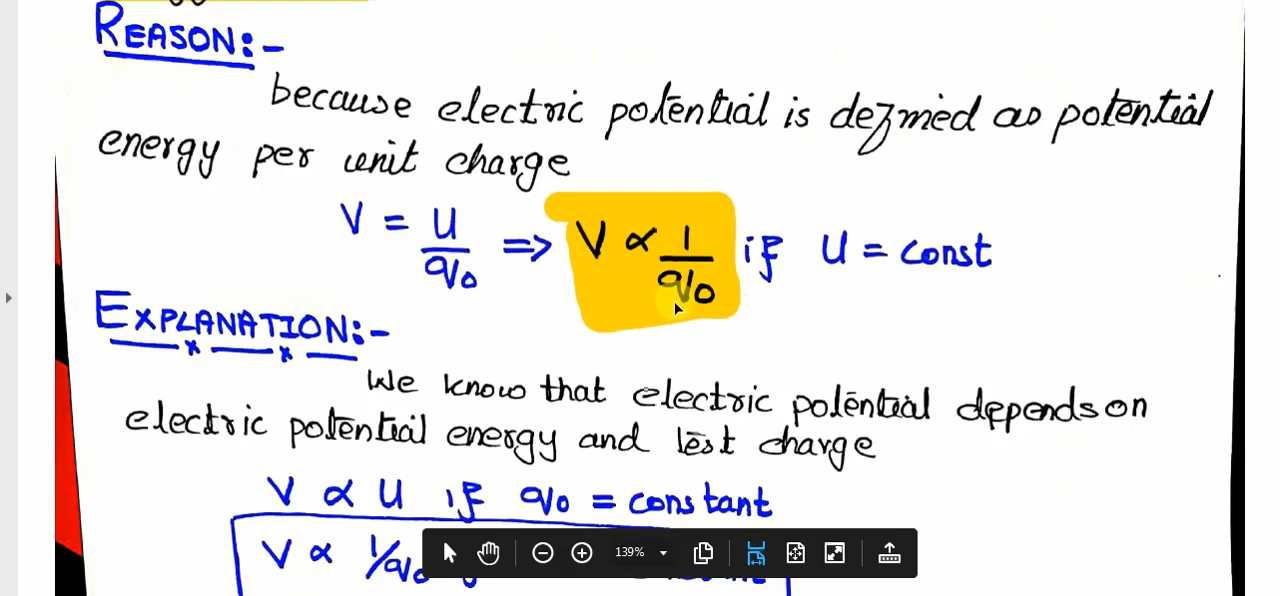 REASON:-
because electric potential is defined as potential
energy per unit charge
V = U/q₀ => V ∝ 1/q₀ if U = const
EXPLANATION:-
We know that electric potential depends on
electric potential energy and test charge
V ∝ U if q₀ = constant
V ∝ 1/q₀
139%